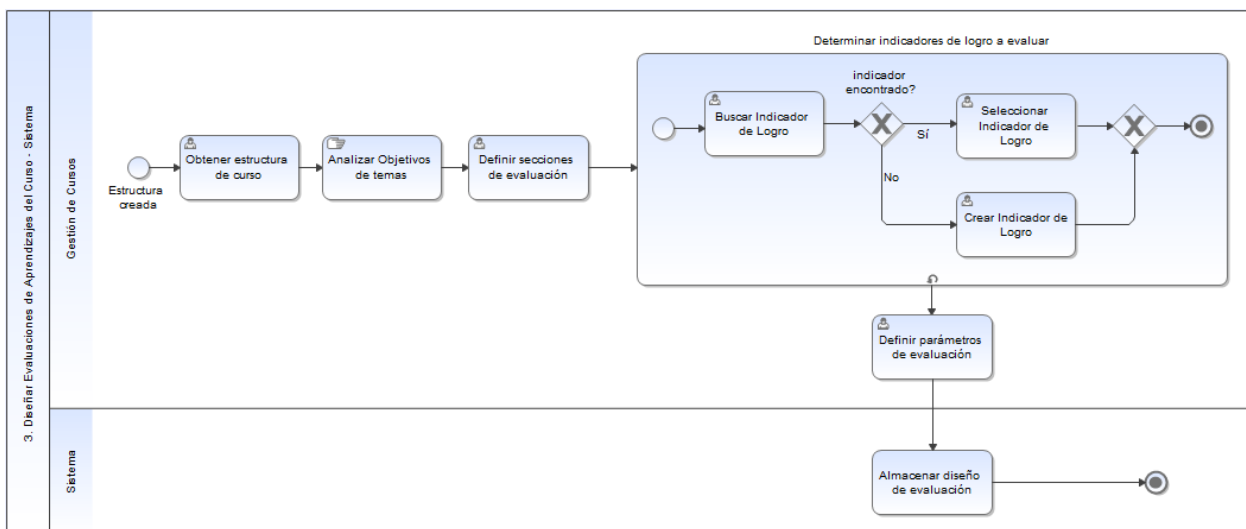 3. Diseñar Evaluaciones de Aprendizajes del Curso - Sistema
Gestión de Cursos
Estructura
creada
Obtener estructura
de curso
Analizar Objetivos
de temas
Definir secciones
de evaluación
Determinar indicadores de logro a evaluar
Buscar Indicador
de Logro
indicador
encontrado?
Sí
No
Seleccionar
Indicador de
Logro
Crear Indicador de
Logro
Definir parámetros
de evaluación
Sistema
Almacenar diseño
de evaluación